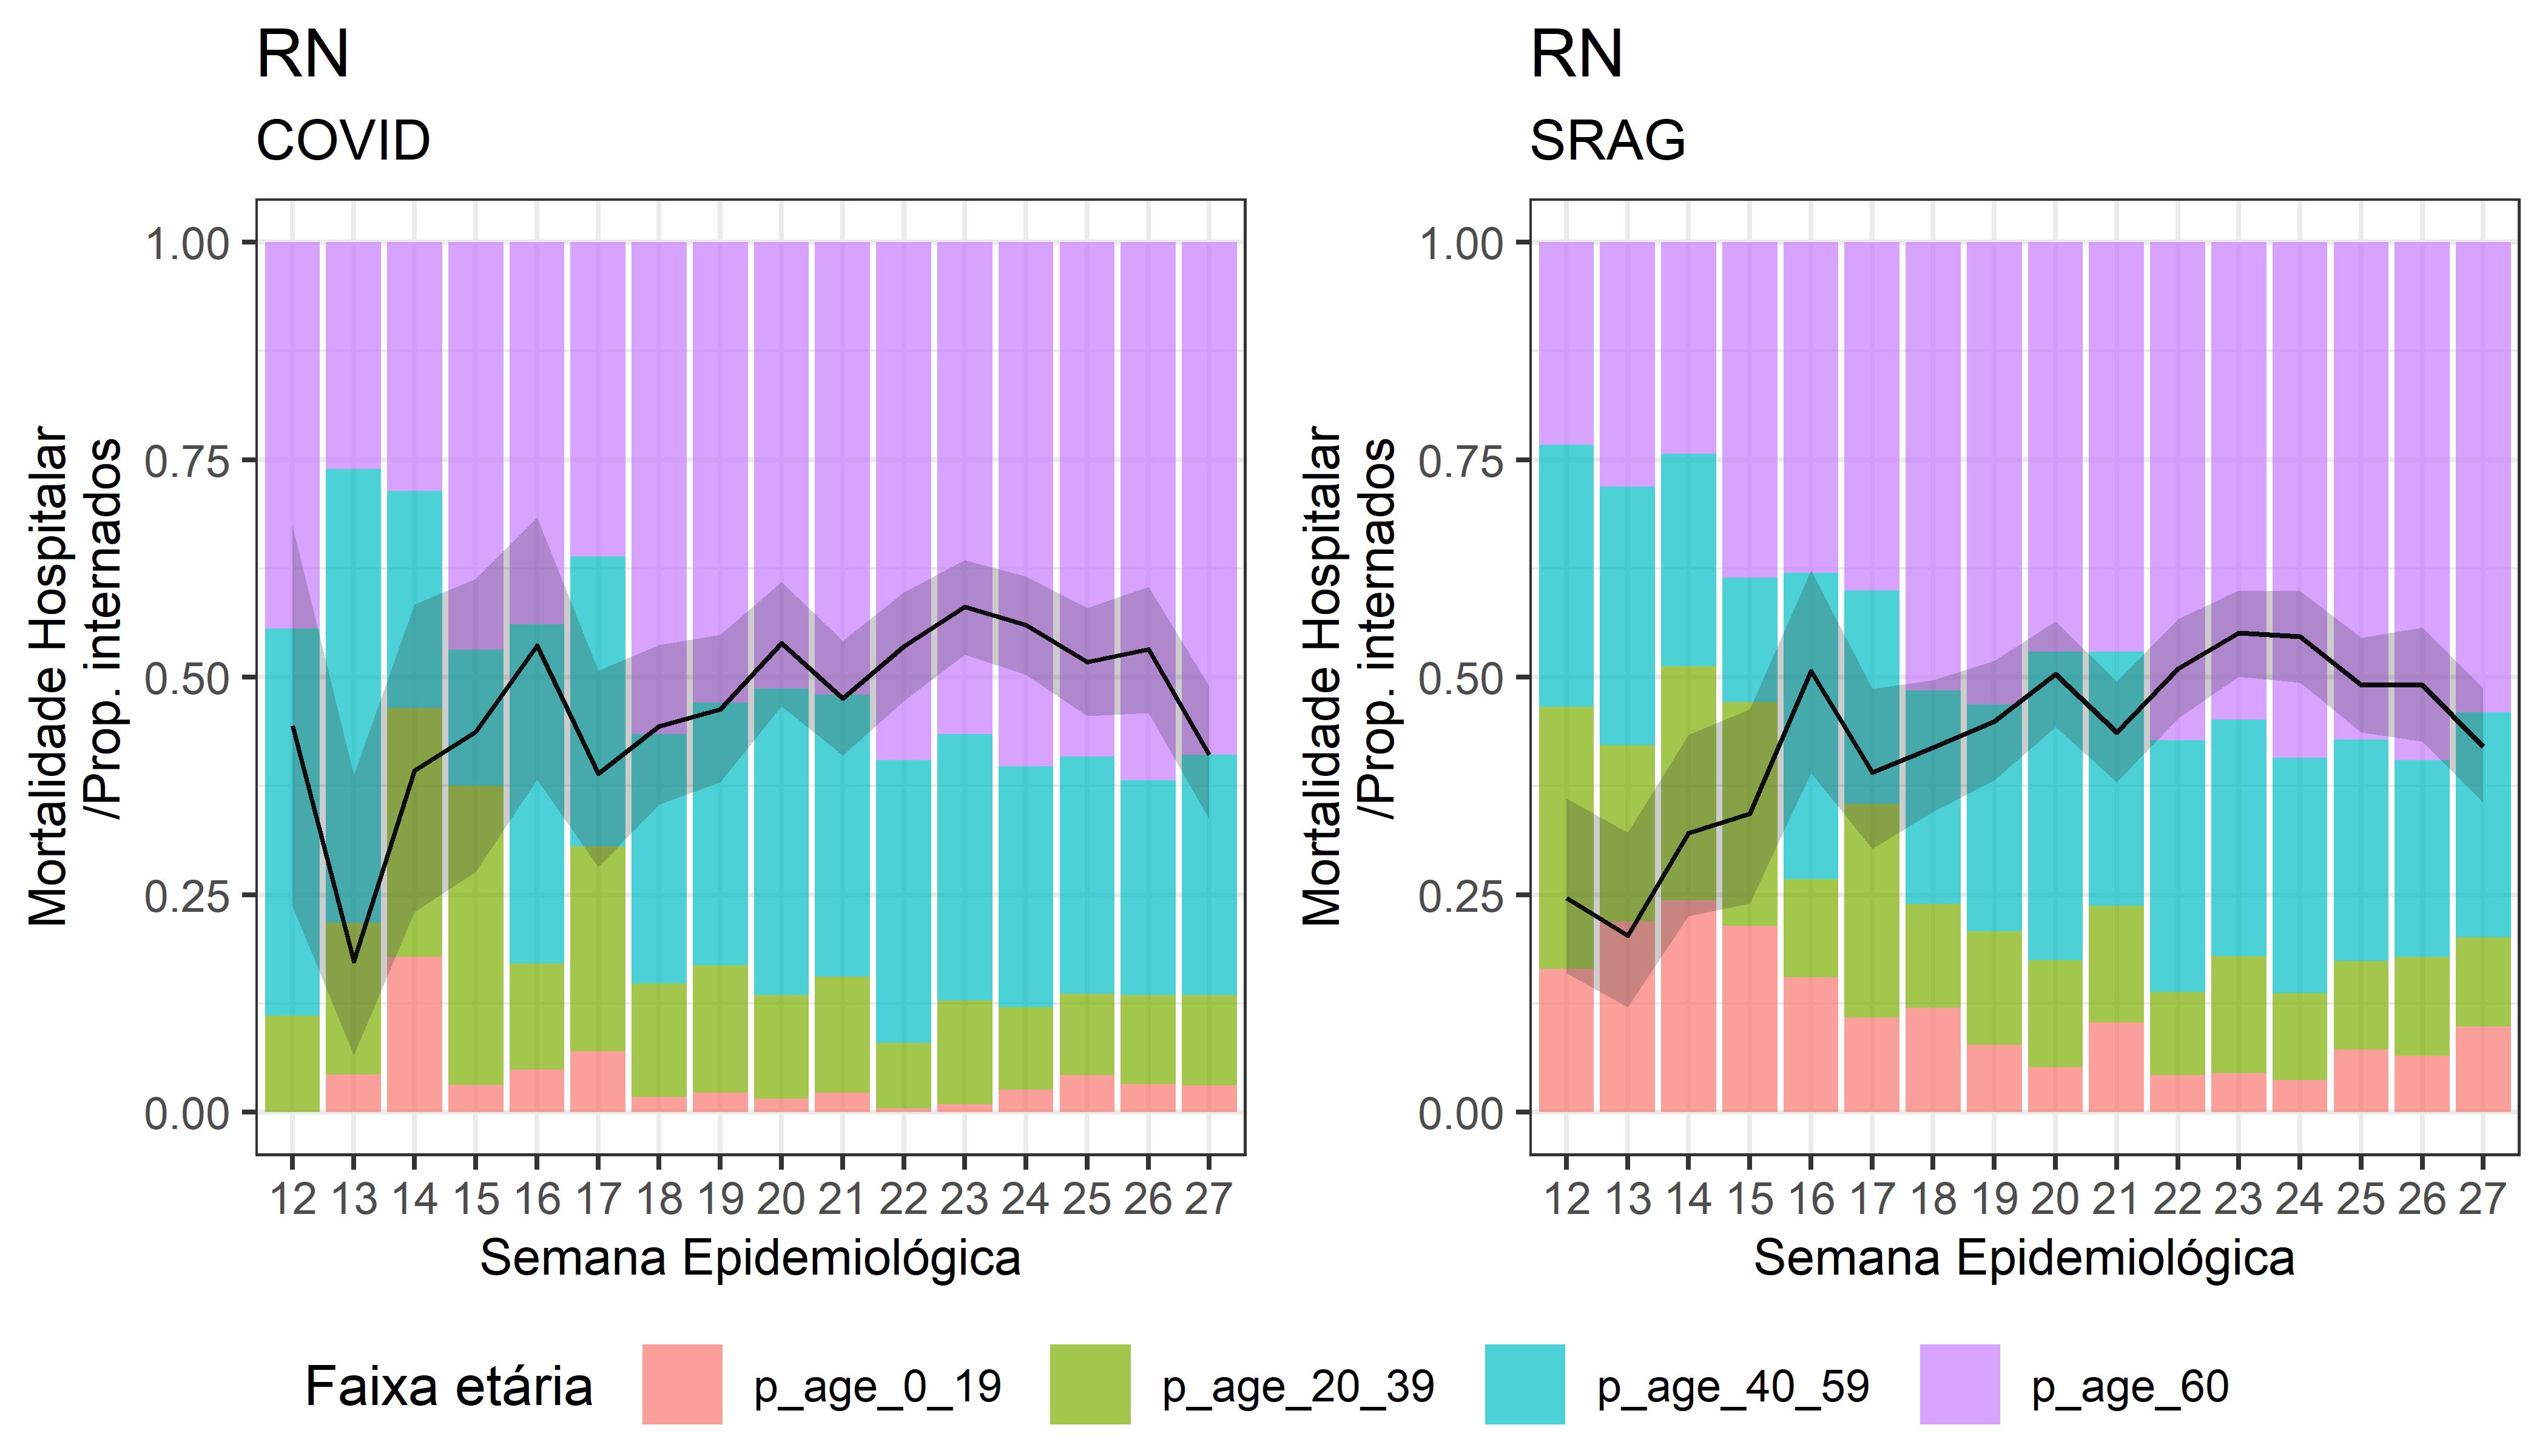 RN
COVID
Mortalidade Hospitalar
/Prop. internados
1.00
0.75
0.50
0.25
0.00
12 13 14 15 16 17 18 19 20 21 22 23 24 25 26 27
Semana Epidemiológica
RN
SRAG
Mortalidade Hospitalar
/Prop. internados
1.00
0.75
0.50
0.25
0.00
12 13 14 15 16 17 18 19 20 21 22 23 24 25 26 27
Semana Epidemiológica
Faixa etária p_age_0_19 p_age_20_39 p_age_40_59 p_age_60